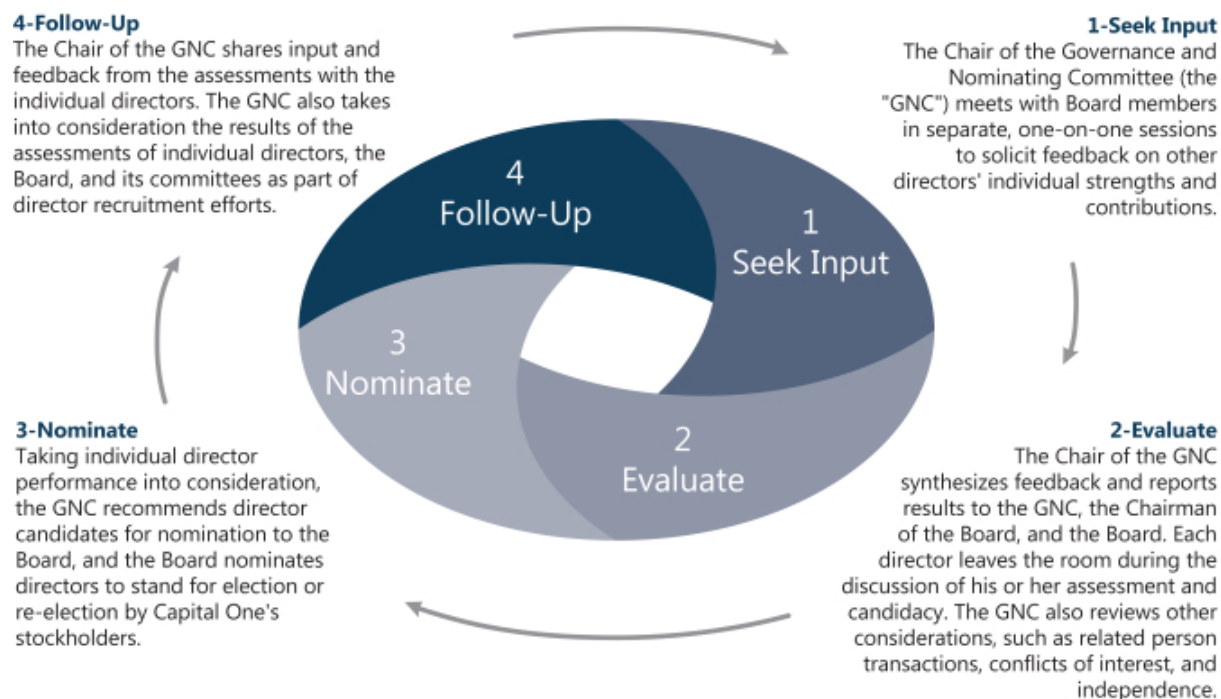 4-Follow-Up
The Chair of the GNC shares input and
feedback from the assessments with the
individual directors. The GNC also takes
into consideration the results of the
assessments of individual directors, the
Board, and its committees as part of
director recruitment efforts.
1-Seek Input
The Chair of the Governance and
Nominating Committee (the
"GNC") meets with Board members
in separate, one-on-one sessions
to solicit feedback on other
directors' individual strengths and
contributions.
4
Follow-Up
1
Seek Input
3
Nominate
2
Evaluate
3-Nominate
Taking individual director
performance into consideration,
the GNC recommends director
candidates for nomination to the
Board, and the Board nominates
directors to stand for election or
re-election by Capital One's
stockholders.
2-Evaluate
The Chair of the GNC
synthesizes feedback and reports
results to the GNC, the Chairman
of the Board, and the Board. Each
director leaves the room during the
discussion of his or her assessment and
candidacy. The GNC also reviews other
considerations, such as related person
transactions, conflicts of interest, and
independence.